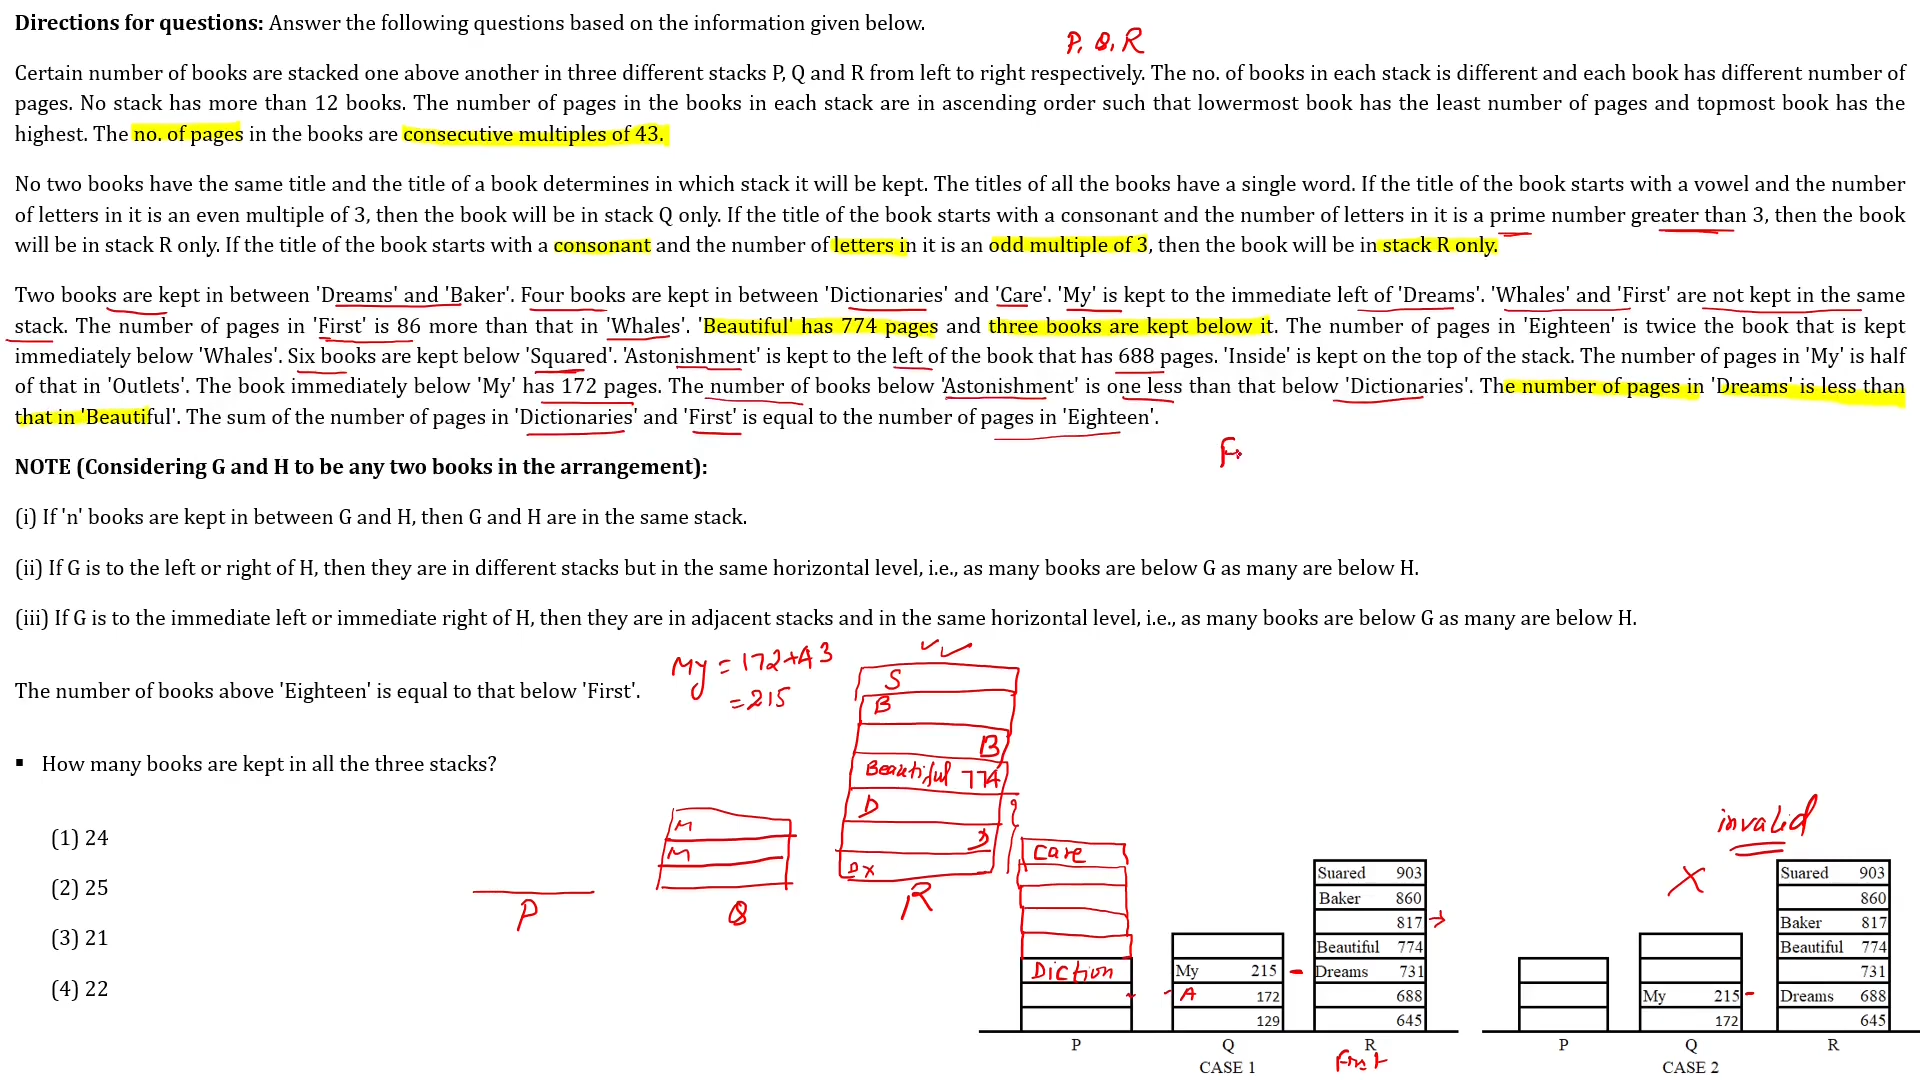 Directions for questions: Answer the following questions based on the information given below.
P, Q, R
Certain number of books are stacked one above another in three different stacks P, Q and R from left to right respectively. The no. of books in each stack is different and each book has different number of
pages. No stack has more than 12 books. The number of pages in the books in each stack are in ascending order such that lowermost book has the least number of pages and topmost book has the
highest. The no. of pages in the books are consecutive multiples of 43.
No two books have the same title and the title of a book determines in which stack it will be kept. The titles of all the books have a single word. If the title of the book starts with a vowel and the number
of letters in it is an even multiple of 3, then the book will be in stack Q only. If the title of the book starts with a consonant and the number of letters in it is a prime number greater than 3, then the book
will be in stack R only. If the title of the book starts with a consonant and the number of letters in it is an odd multiple of 3, then the book will be in stack R only.
Two books are kept in between 'Dreams' and 'Baker'. Four books are kept in between 'Dictionaries' and 'Care'. 'My' is kept to the immediate left of 'Dreams'. 'Whales' and 'First' are not kept in the same
stack. The number of pages in 'First' is 86 more than that in 'Whales'. 'Beautiful' has 774 pages and three books are kept below it. The number of pages in 'Eighteen' is twice the book that is kept
immediately below 'Whales'. Six books are kept below 'Squared'. 'Astonishment' is kept to the left of the book that has 688 pages. 'Inside' is kept on the top of the stack. The number of pages in 'My' is half
of that in 'Outlets'. The book immediately below 'My' has 172 pages. The number of books below 'Astonishment' is one less than that below 'Dictionaries'. The number of pages in 'Dreams' is less than
that in 'Beautiful'. The sum of the number of pages in 'Dictionaries' and 'First' is equal to the number of pages in 'Eighteen'.
NOTE (Considering G and H to be any two books in the arrangement):
(i) If 'n' books are kept in between G and H, then G and H are in the same stack.
(ii) If G is to the left or right of H, then they are in different stacks but in the same horizontal level, i.e., as many books are below G as many are below H.
(iii) If G is to the immediate left or immediate right of H, then they are in adjacent stacks and in the same horizontal level, i.e., as many books are below G as many are below H.
The number of books above 'Eighteen' is equal to that below 'First'.
My = 172+43
= 215
▪ How many books are kept in all the three stacks?
(1) 24
(2) 25
(3) 21
(4) 22
S
B
B
Beautiful 774
D
D
D x
M
M
P
Q
R
Care
Diction
My 215
A 172
129
Suared 903
Baker 860
817
Beautiful 774
Dreams 731
688
645
P Q R
CASE 1
First
invalid
X
My 215
172
Suared 903
860
Baker 817
Beautiful 774
731
Dreams 688
645
P Q R
CASE 2